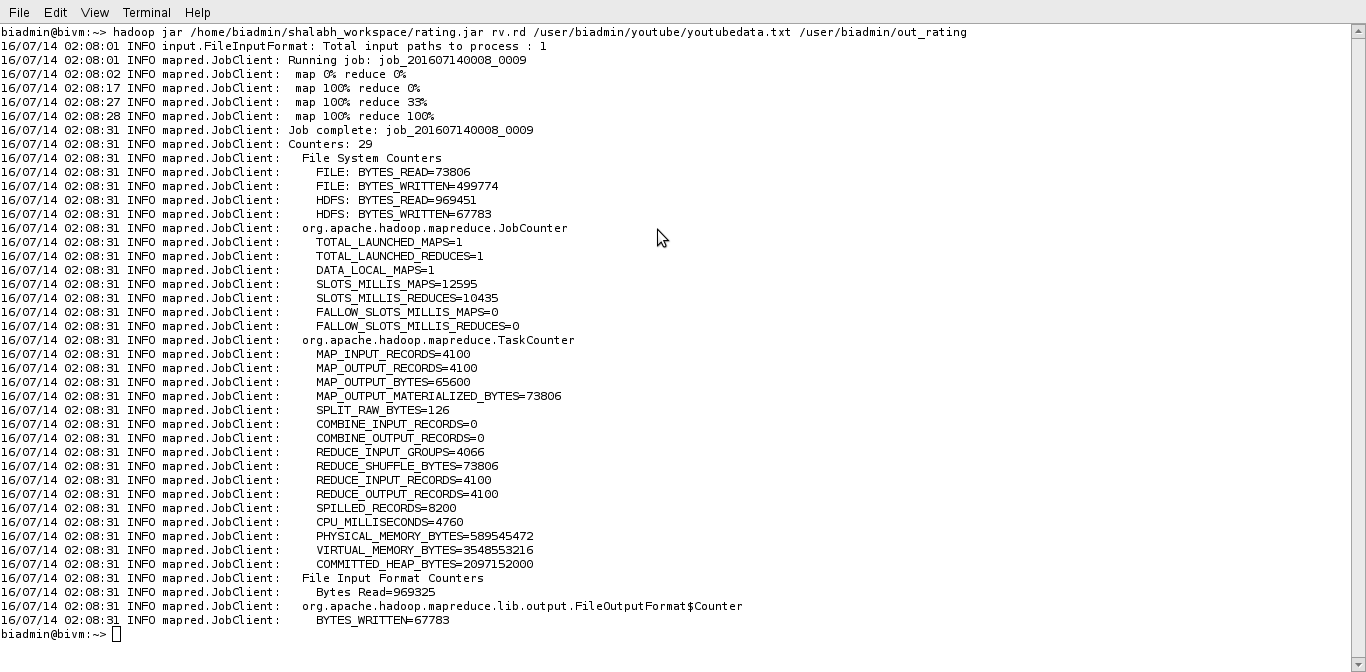 File Edit View Terminal Help
biadmin@bivm:~> hadoop jar /home/biadmin/shalabh_workspace/rating.jar rv.rd /user/biadmin/youtube/youtubedata.txt /user/biadmin/out_rating
16/07/14 02:08:01 INFO input.FileInputFormat: Total input paths to process : 1
16/07/14 02:08:01 INFO mapred.JobClient: Running job: job_201607140008_0009
16/07/14 02:08:02 INFO mapred.JobClient:  map 0% reduce 0%
16/07/14 02:08:17 INFO mapred.JobClient:  map 100% reduce 0%
16/07/14 02:08:27 INFO mapred.JobClient:  map 100% reduce 33%
16/07/14 02:08:28 INFO mapred.JobClient:  map 100% reduce 100%
16/07/14 02:08:31 INFO mapred.JobClient: Job complete: job_201607140008_0009
16/07/14 02:08:31 INFO mapred.JobClient: Counters: 29
16/07/14 02:08:31 INFO mapred.JobClient:   File System Counters
16/07/14 02:08:31 INFO mapred.JobClient:     FILE: BYTES_READ=73806
16/07/14 02:08:31 INFO mapred.JobClient:     FILE: BYTES_WRITTEN=499774
16/07/14 02:08:31 INFO mapred.JobClient:     HDFS: BYTES_READ=969451
16/07/14 02:08:31 INFO mapred.JobClient:     HDFS: BYTES_WRITTEN=67783
16/07/14 02:08:31 INFO mapred.JobClient:   org.apache.hadoop.mapreduce.JobCounter
16/07/14 02:08:31 INFO mapred.JobClient:     TOTAL_LAUNCHED_MAPS=1
16/07/14 02:08:31 INFO mapred.JobClient:     TOTAL_LAUNCHED_REDUCES=1
16/07/14 02:08:31 INFO mapred.JobClient:     DATA_LOCAL_MAPS=1
16/07/14 02:08:31 INFO mapred.JobClient:     SLOTS_MILLIS_MAPS=12595
16/07/14 02:08:31 INFO mapred.JobClient:     SLOTS_MILLIS_REDUCES=10435
16/07/14 02:08:31 INFO mapred.JobClient:     FALLOW_SLOTS_MILLIS_MAPS=0
16/07/14 02:08:31 INFO mapred.JobClient:     FALLOW_SLOTS_MILLIS_REDUCES=0
16/07/14 02:08:31 INFO mapred.JobClient:   org.apache.hadoop.mapreduce.TaskCounter
16/07/14 02:08:31 INFO mapred.JobClient:     MAP_INPUT_RECORDS=4100
16/07/14 02:08:31 INFO mapred.JobClient:     MAP_OUTPUT_RECORDS=4100
16/07/14 02:08:31 INFO mapred.JobClient:     MAP_OUTPUT_BYTES=65600
16/07/14 02:08:31 INFO mapred.JobClient:     MAP_OUTPUT_MATERIALIZED_BYTES=73806
16/07/14 02:08:31 INFO mapred.JobClient:     SPLIT_RAW_BYTES=126
16/07/14 02:08:31 INFO mapred.JobClient:     COMBINE_INPUT_RECORDS=0
16/07/14 02:08:31 INFO mapred.JobClient:     COMBINE_OUTPUT_RECORDS=0
16/07/14 02:08:31 INFO mapred.JobClient:     REDUCE_INPUT_GROUPS=4066
16/07/14 02:08:31 INFO mapred.JobClient:     REDUCE_SHUFFLE_BYTES=73806
16/07/14 02:08:31 INFO mapred.JobClient:     REDUCE_INPUT_RECORDS=4100
16/07/14 02:08:31 INFO mapred.JobClient:     REDUCE_OUTPUT_RECORDS=4100
16/07/14 02:08:31 INFO mapred.JobClient:     SPILLED_RECORDS=8200
16/07/14 02:08:31 INFO mapred.JobClient:     CPU_MILLISECONDS=4760
16/07/14 02:08:31 INFO mapred.JobClient:     PHYSICAL_MEMORY_BYTES=589545472
16/07/14 02:08:31 INFO mapred.JobClient:     VIRTUAL_MEMORY_BYTES=3548553216
16/07/14 02:08:31 INFO mapred.JobClient:     COMMITTED_HEAP_BYTES=2097152000
16/07/14 02:08:31 INFO mapred.JobClient:   File Input Format Counters
16/07/14 02:08:31 INFO mapred.JobClient:     Bytes Read=969325
16/07/14 02:08:31 INFO mapred.JobClient:   org.apache.hadoop.mapreduce.lib.output.FileOutputFormat$Counter
16/07/14 02:08:31 INFO mapred.JobClient:     BYTES_WRITTEN=67783
biadmin@bivm:~>